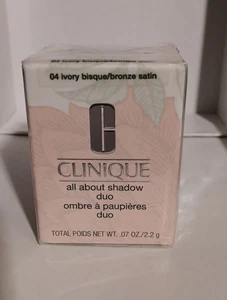 04 ivory bisque/bronze satin
C
CLINIQUE
all about shadow
duo
ombre à paupières
duo
TOTAL POIDS NET WT. .07 OZ./2.2 g